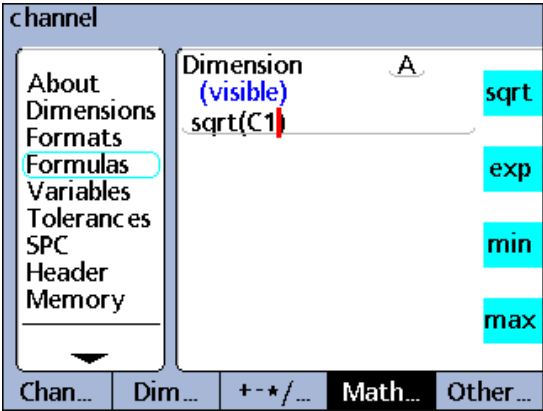 channel
About
Dimensions
Formats
Formulas
Variables
Tolerances
SPC
Header
Memory
Dimension A
(visible)
sqrt(C1)
sqrt
exp
min
max
Chan... Dim... +-*/... Math... Other...